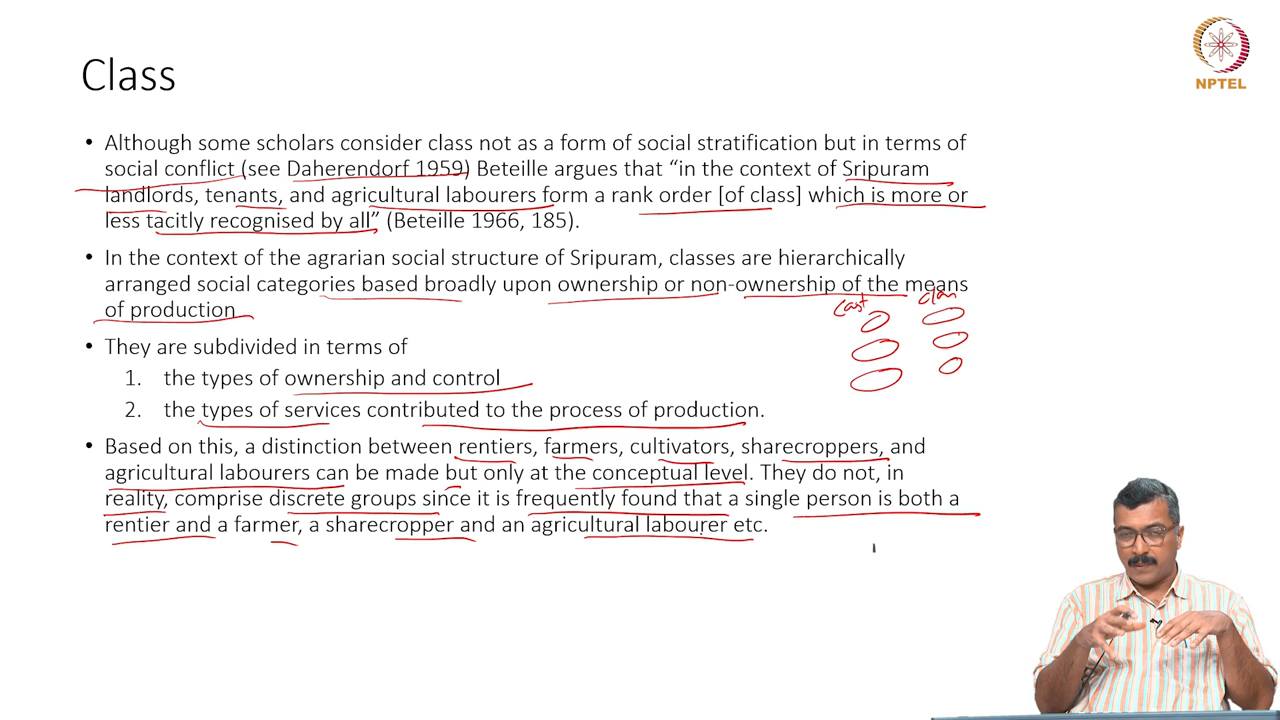 NPTEL
Class
• Although some scholars consider class not as a form of social stratification but in terms of
social conflict (see Daherendorf 1959) Beteille argues that “in the context of Sripuram
landlords, tenants, and agricultural labourers form a rank order [of class] which is more or
less tacitly recognised by all” (Beteille 1966, 185).
• In the context of the agrarian social structure of Sripuram, classes are hierarchically
arranged social categories based broadly upon ownership or non-ownership of the means
of production
cast class
• They are subdivided in terms of
1. the types of ownership and control
2. the types of services contributed to the process of production.
• Based on this, a distinction between rentiers, farmers, cultivators, sharecroppers, and
agricultural labourers can be made but only at the conceptual level. They do not, in
reality, comprise discrete groups since it is frequently found that a single person is both a
rentier and a farmer, a sharecropper and an agricultural labourer etc.